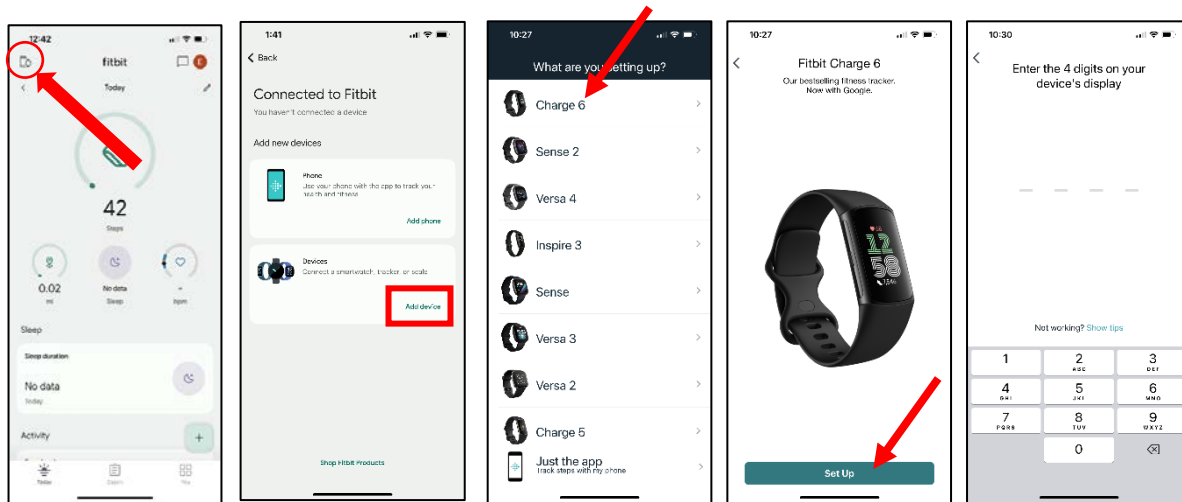 12:42
fitbit
E
Today
42
Steps
0.02
mi
No data
Sleep
-
bpm
Sleep
Sleep duration
No data
Today
Activity
+
Today
You
1:41
Back
Connected to Fitbit
You haven't connected a device
Add new devices
Phone
Use your phone with the app to track your
health and fitness
Add phone
Devices
Connect a smartwatch, tracker, or scale
Add device
Shop Fitbit Products
10:27
What are you setting up?
Charge 6
Sense 2
Versa 4
Inspire 3
Sense
Versa 3
Versa 2
Charge 5
Just the app
Track steps with my phone
10:27
Fitbit Charge 6
Our bestselling fitness tracker.
Now with Google.
12
58
7,646
Set Up
10:30
Enter the 4 digits on your
device's display
Not working? Show tips
1
2
ABC
3
DEF
4
GHI
5
JKL
6
MNO
7
PQRS
8
TUV
9
WXYZ
0